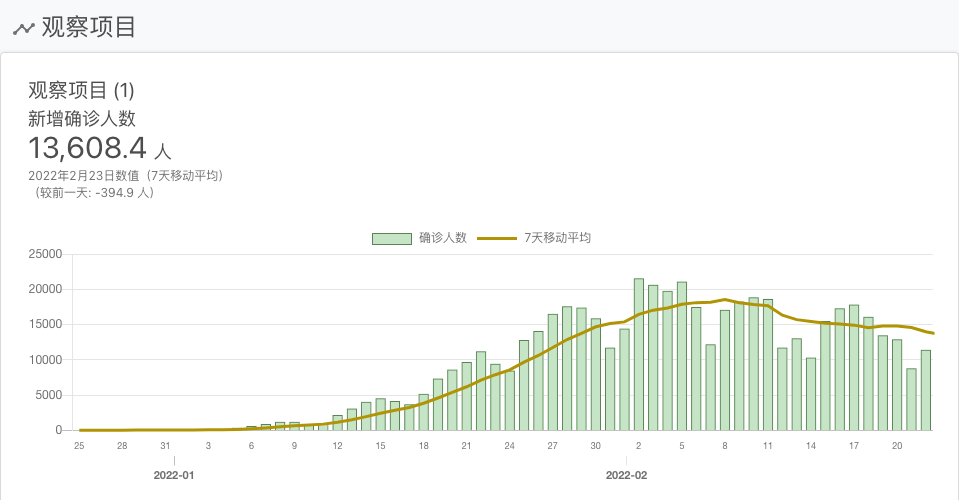 观察项目
观察项目 (1)
新增确诊人数
13,608.4 人
2022年2月23日数值（7天移动平均）
（较前一天: -394.9 人）
确诊人数 7天移动平均
25000
20000
15000
10000
5000
0
25 28 31 3 6 9 12 15 18 21 24 27 30 2 5 8 11 14 17 20
2022-01 2022-02